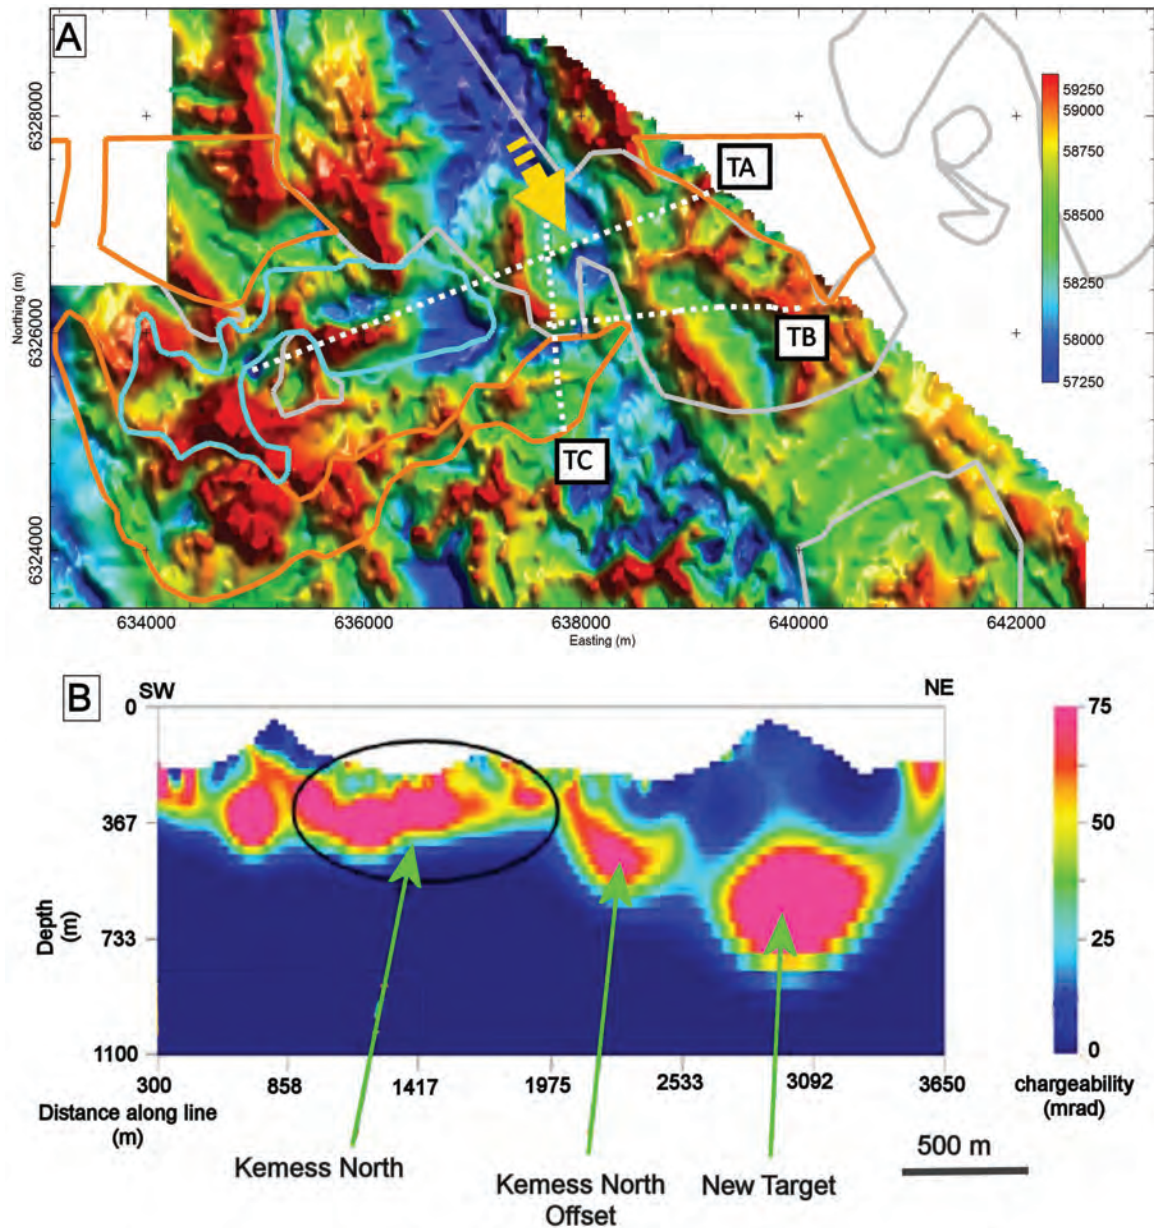 A
TA
TB
TC
59250
59000
58750
58500
58250
58000
57250
6328000
6326000
6324000
Northing (m)
634000 636000 638000 640000 642000
Easting (m)
B SW NE
0
367
733
1100
Depth
(m)
300 858 1417 1975 2533 3092 3650
Distance along line
(m)
75
50
25
0
chargeability
(mrad)
500 m
Kemess North
Kemess North
Offset
New Target